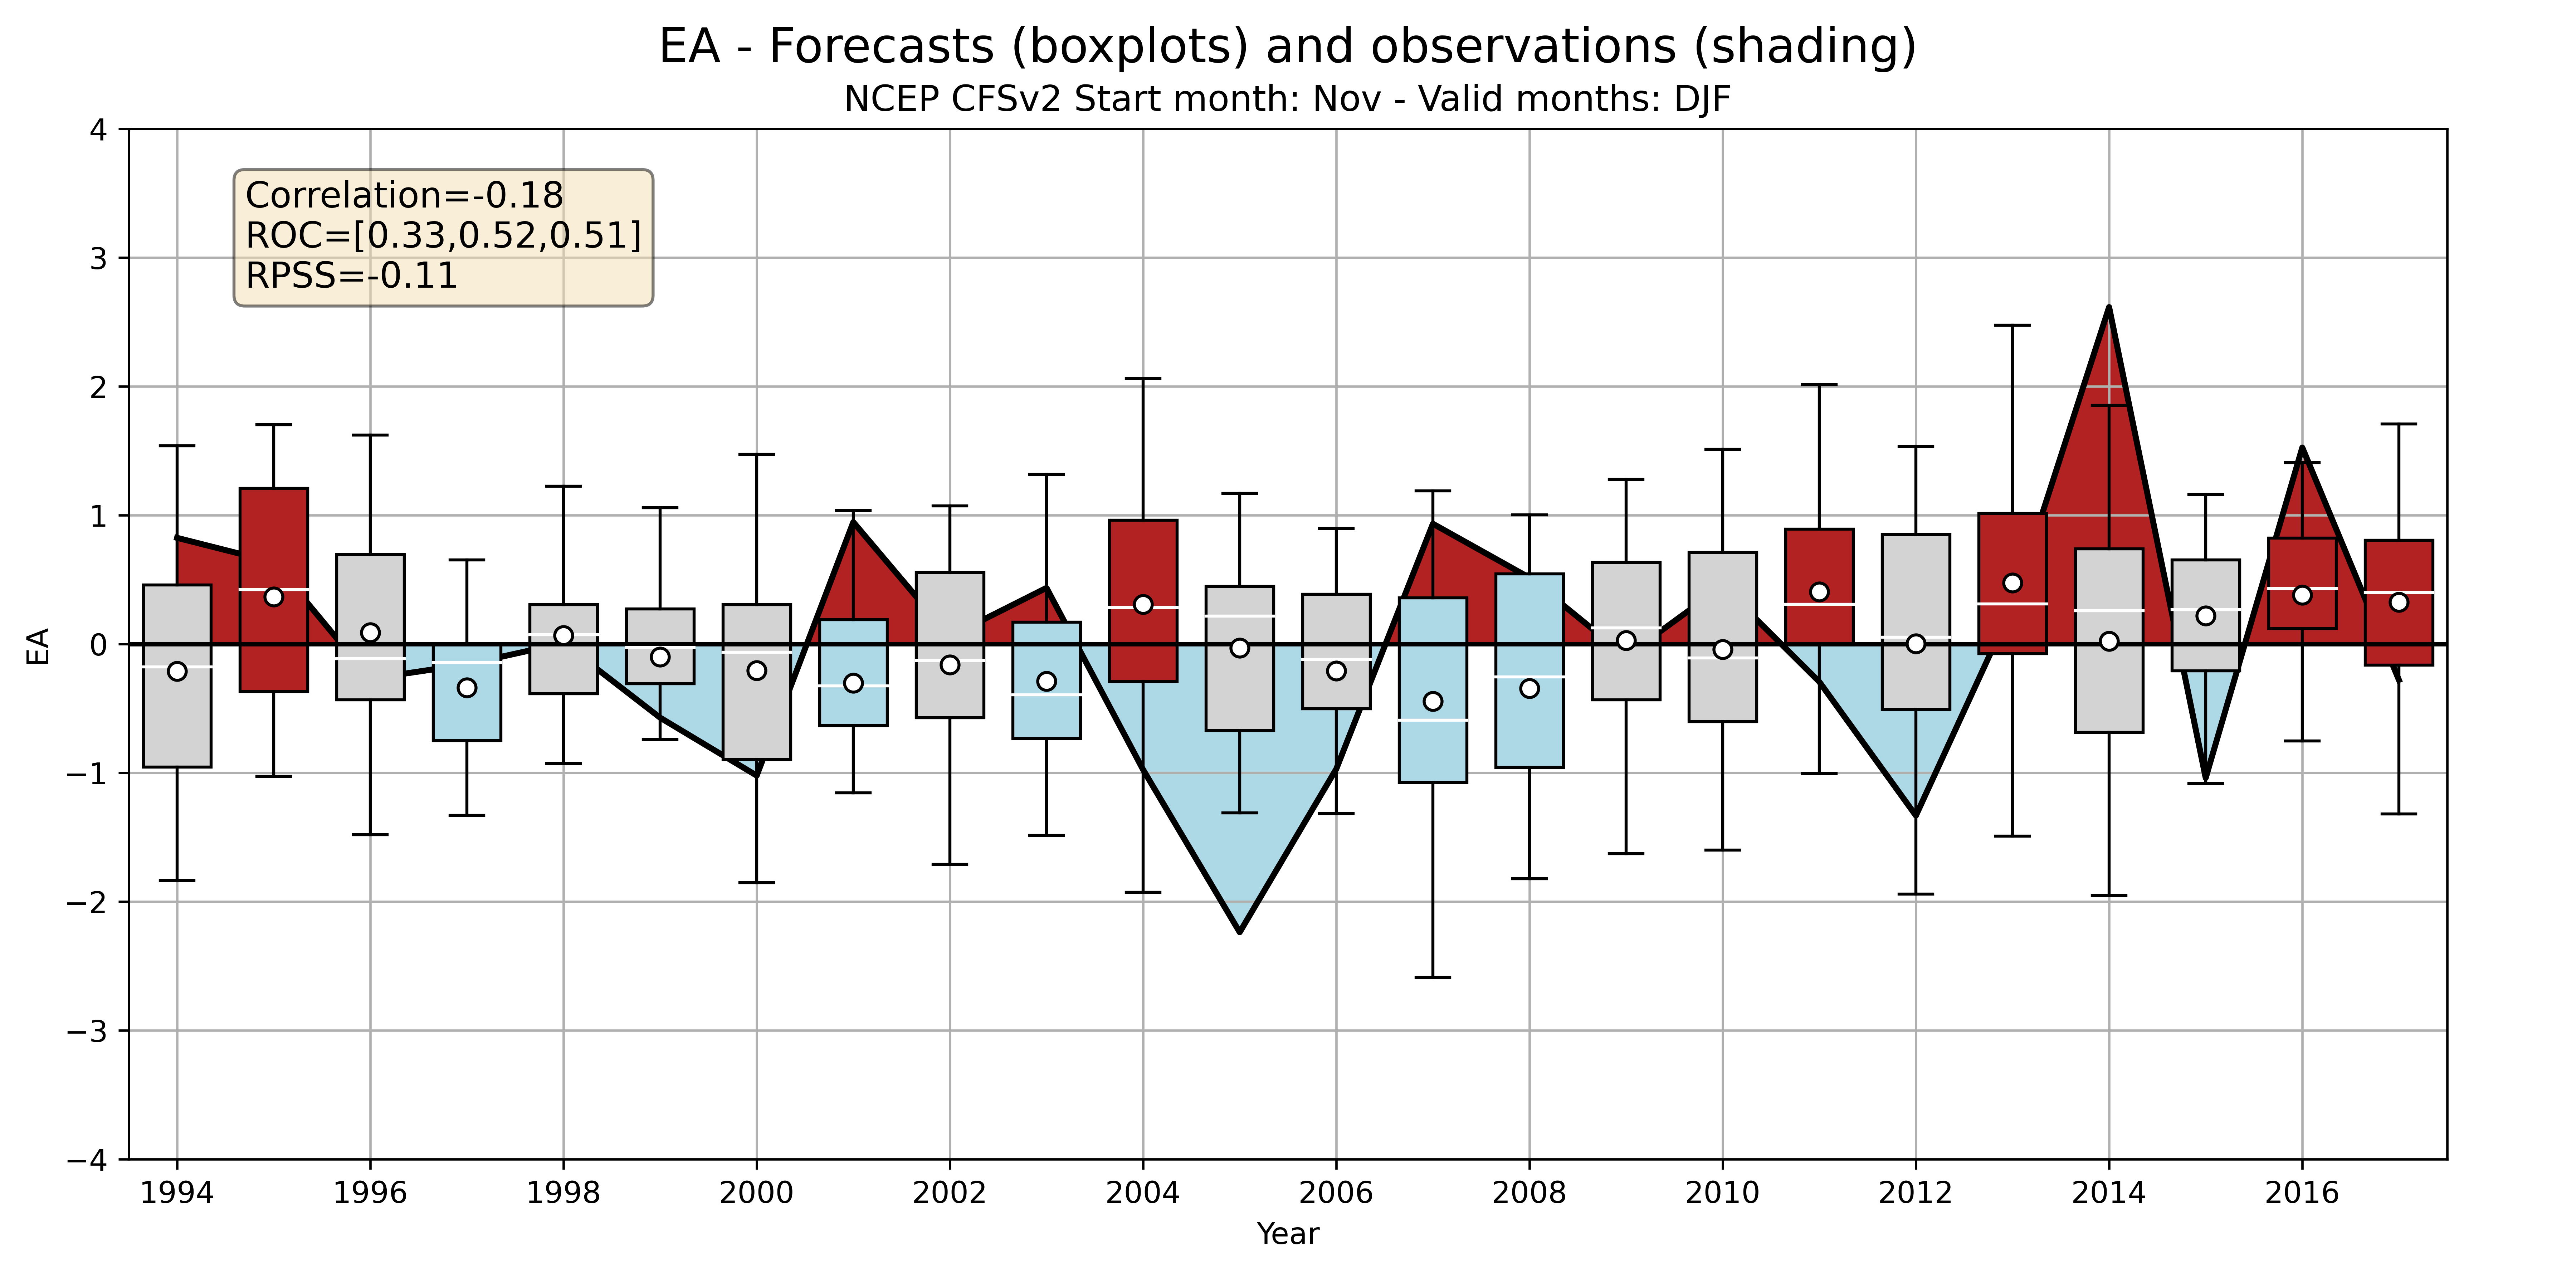 EA - Forecasts (boxplots) and observations (shading)
NCEP CFSv2 Start month: Nov - Valid months: DJF
Correlation=-0.18
ROC=[0.33,0.52,0.51]
RPSS=-0.11
4
3
2
1
0
−1
−2
−3
−4
EA
1994 1996 1998 2000 2002 2004 2006 2008 2010 2012 2014 2016
Year